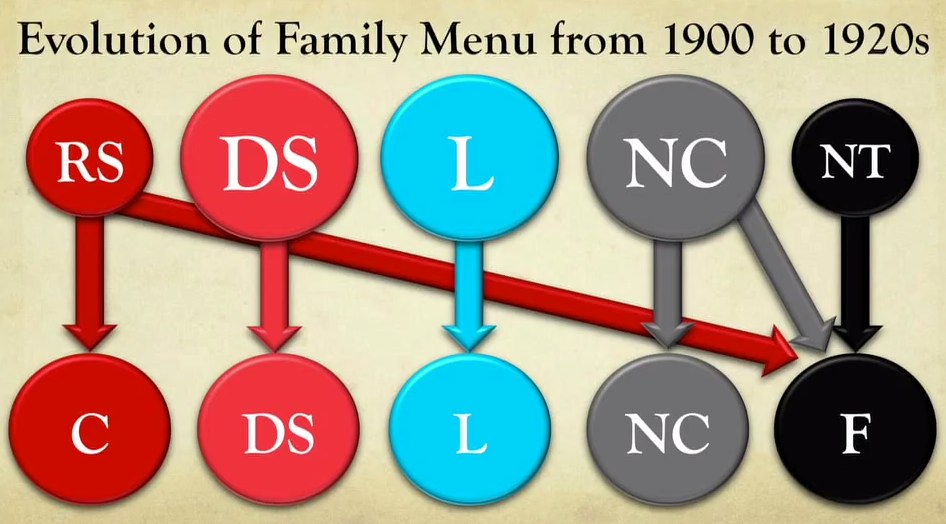 Evolution of Family Menu from 1900 to 1920s
RS DS L NC NT
C DS L NC F